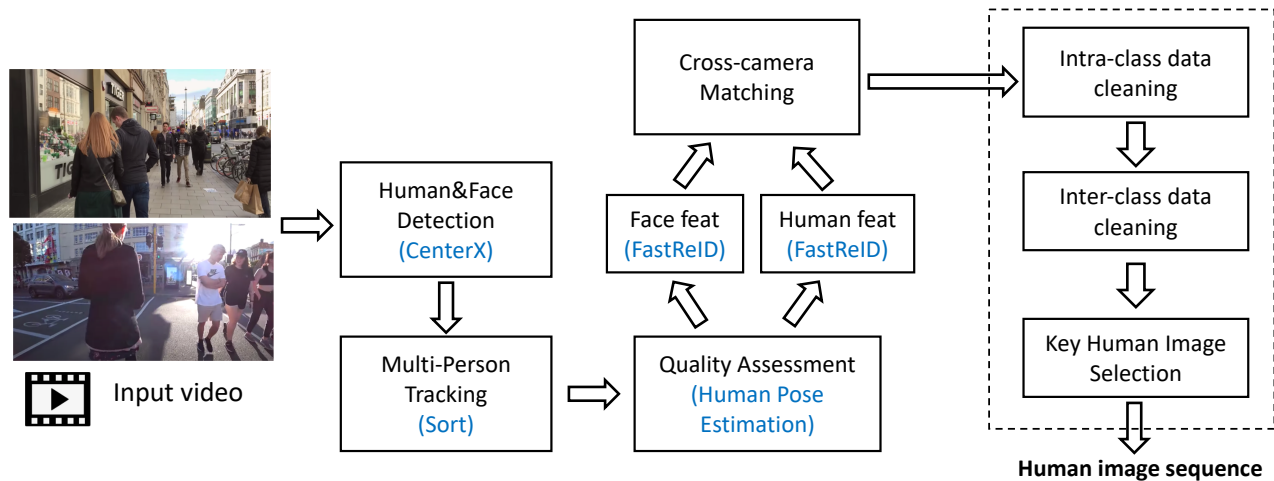 TIGER
TIG
Input video
Human&Face
Detection
(CenterX)
Multi-Person
Tracking
(Sort)
Quality Assessment
(Human Pose
Estimation)
Face feat
(FastReID)
Human feat
(FastReID)
Cross-camera
Matching
Intra-class data
cleaning
Inter-class data
cleaning
Key Human Image
Selection
Human image sequence